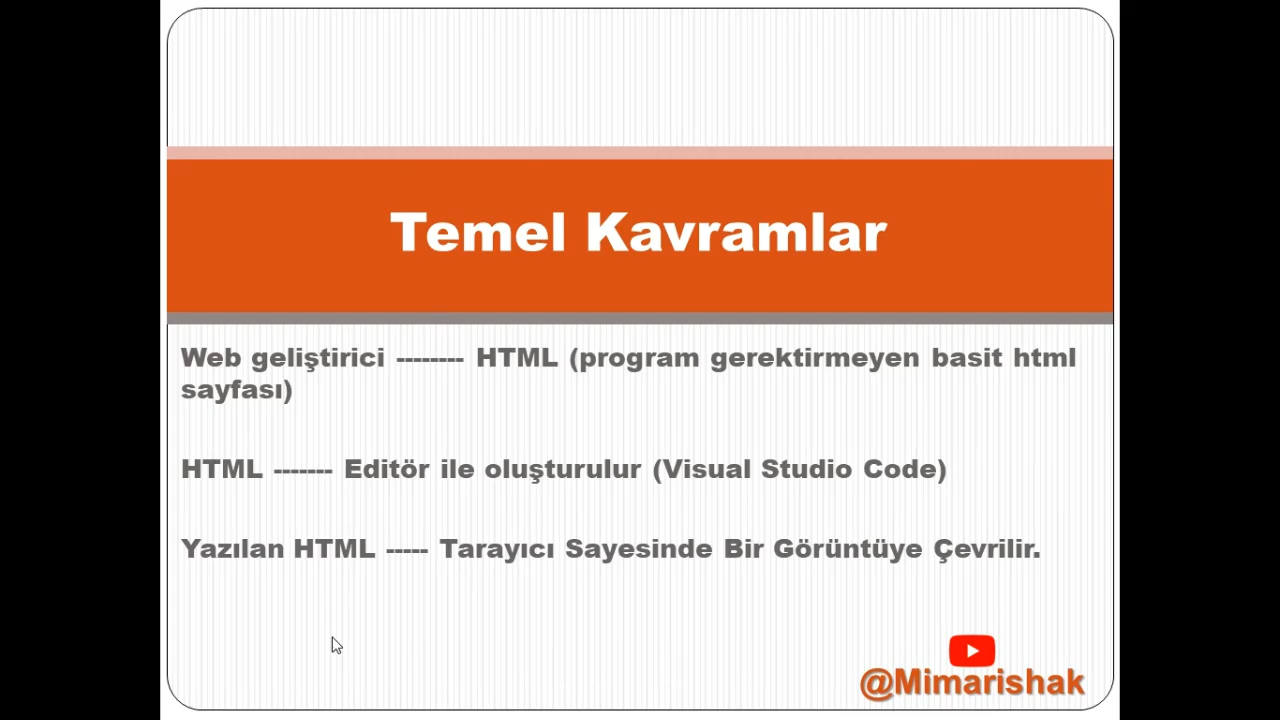 Temel Kavramlar
Web geliştirici -------- HTML (program gerektirmeyen basit html
sayfası)
HTML ------- Editör ile oluşturulur (Visual Studio Code)
Yazılan HTML ----- Tarayıcı Sayesinde Bir Görüntüye Çevrilir.
@Mimarishak